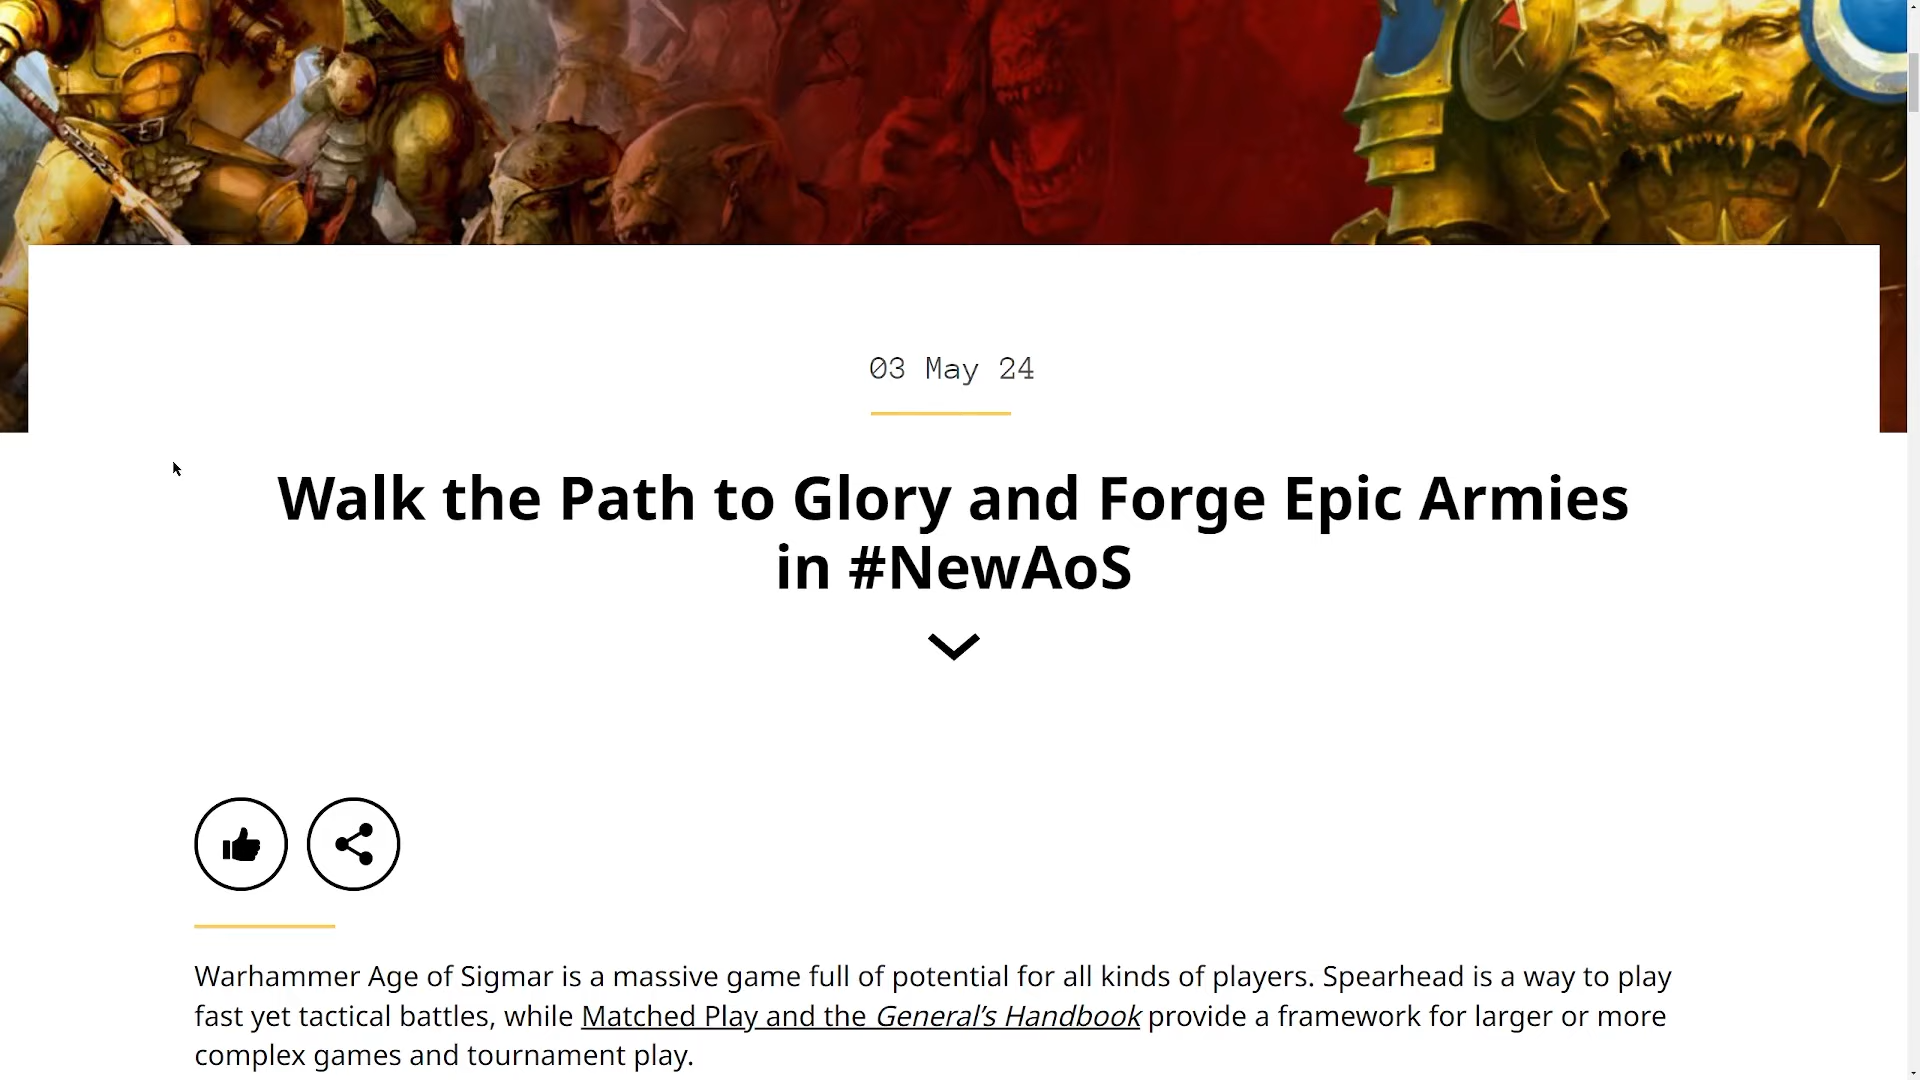 03 May 24
Walk the Path to Glory and Forge Epic Armies
in #NewAoS
Warhammer Age of Sigmar is a massive game full of potential for all kinds of players. Spearhead is a way to play
fast yet tactical battles, while Matched Play and the General’s Handbook provide a framework for larger or more
complex games and tournament play.